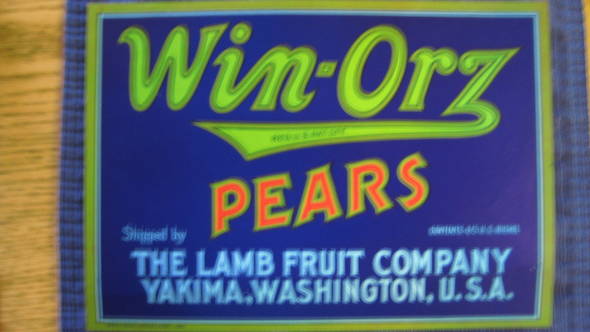 Win-Orz
PEARS
Shipped by
THE LAMB FRUIT COMPANY
YAKIMA, WASHINGTON, U.S.A.